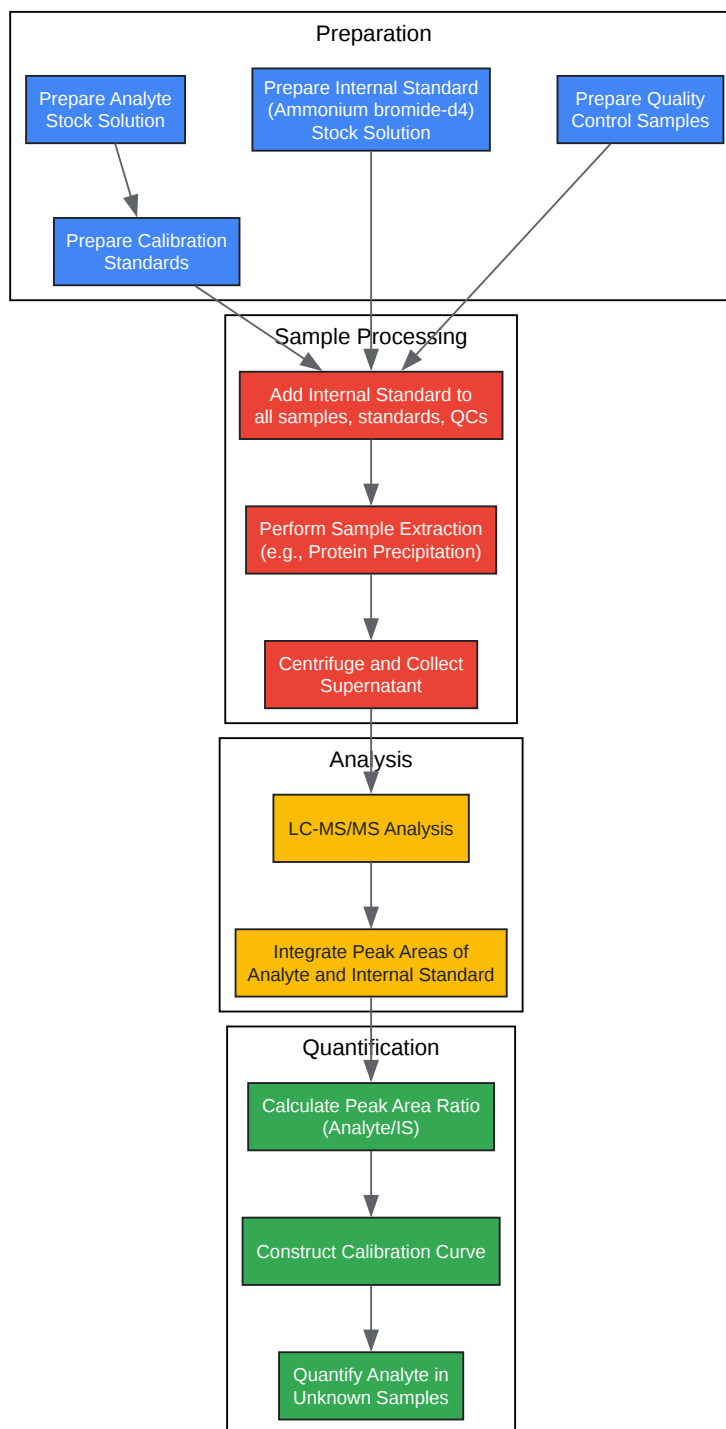 Preparation
Prepare Analyte
Stock Solution
Prepare Internal Standard
(Ammonium bromide-d4)
Stock Solution
Prepare Quality
Control Samples
Prepare Calibration
Standards
Sample Processing
Add Internal Standard to
all samples, standards, QCs
Perform Sample Extraction
(e.g., Protein Precipitation)
Centrifuge and Collect
Supernatant
Analysis
LC-MS/MS Analysis
Integrate Peak Areas of
Analyte and Internal Standard
Quantification
Calculate Peak Area Ratio
(Analyte/IS)
Construct Calibration Curve
Quantify Analyte in
Unknown Samples